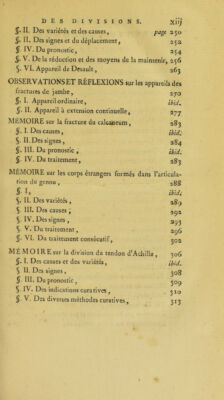 DES DIVISIONS. Xiij
§. II. Des variétés et des causes, page 250
§. II. Des signes et du déplacement, 252
§. IV. Du pronostic, 254
§. V. De la réduction et des moyens de la maintenir, 256
§. VI. Appareil de Desault, 263
OBSERVATIONS ET RÉFLEXIONS sur les appareils des
fractures de jambe, 270
§. I. Appareil ordinaire, ibid.
§. II. Appareil à extension continuelle, 277
MÉMOIRE sur la fracture du calcaneum, 283
§. I. Des causes, ibid.
§. II. Des signes, 284
§. III. Du pronostic, ibid.
§. IV. Du traitement, 283
MÉMOIRE sur les corps étrangers formés dans l'articula-
tion du genou, 288
§. I, ibid.
§. II. Des variétés, 289
§. III. Des causes, 292
§. IV. Des signes, 293
§. V. Du traitement, 296
§. VI. Du traitement consécutif, 302
MÉMOIRE sur la division du tendon d'Achille, 306
§. I. Des causes et des variétés, ibid.
§. II. Des signes, 308
§. III. Du pronostic, 309
§. IV. Des indications curatives, 310
§. V. Des diverses méthodes curatives, 313